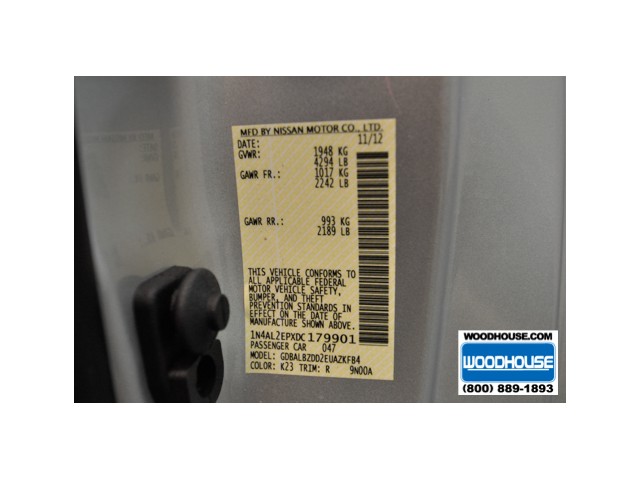 MFD BY NISSAN MOTOR CO., LTD.
DATE: 11/12
GVWR: 1948 KG
4294 LB
GAWR FR.: 1017 KG
2242 LB
GAWR RR.: 993 KG
2189 LB
THIS VEHICLE CONFORMS TO
ALL APPLICABLE FEDERAL
MOTOR VEHICLE SAFETY,
BUMPER, AND THEFT
PREVENTION STANDARDS IN
EFFECT ON THE DATE OF
MANUFACTURE SHOWN ABOVE.
1N4AL2EPXDC179901
PASSENGER CAR 047
MODEL: GDBALBZDDZEUAZKFB4
COLOR: K23 TRIM: R 9N00A
WOODHOUSE.COM
WOODHOUSE
(800) 889-1893